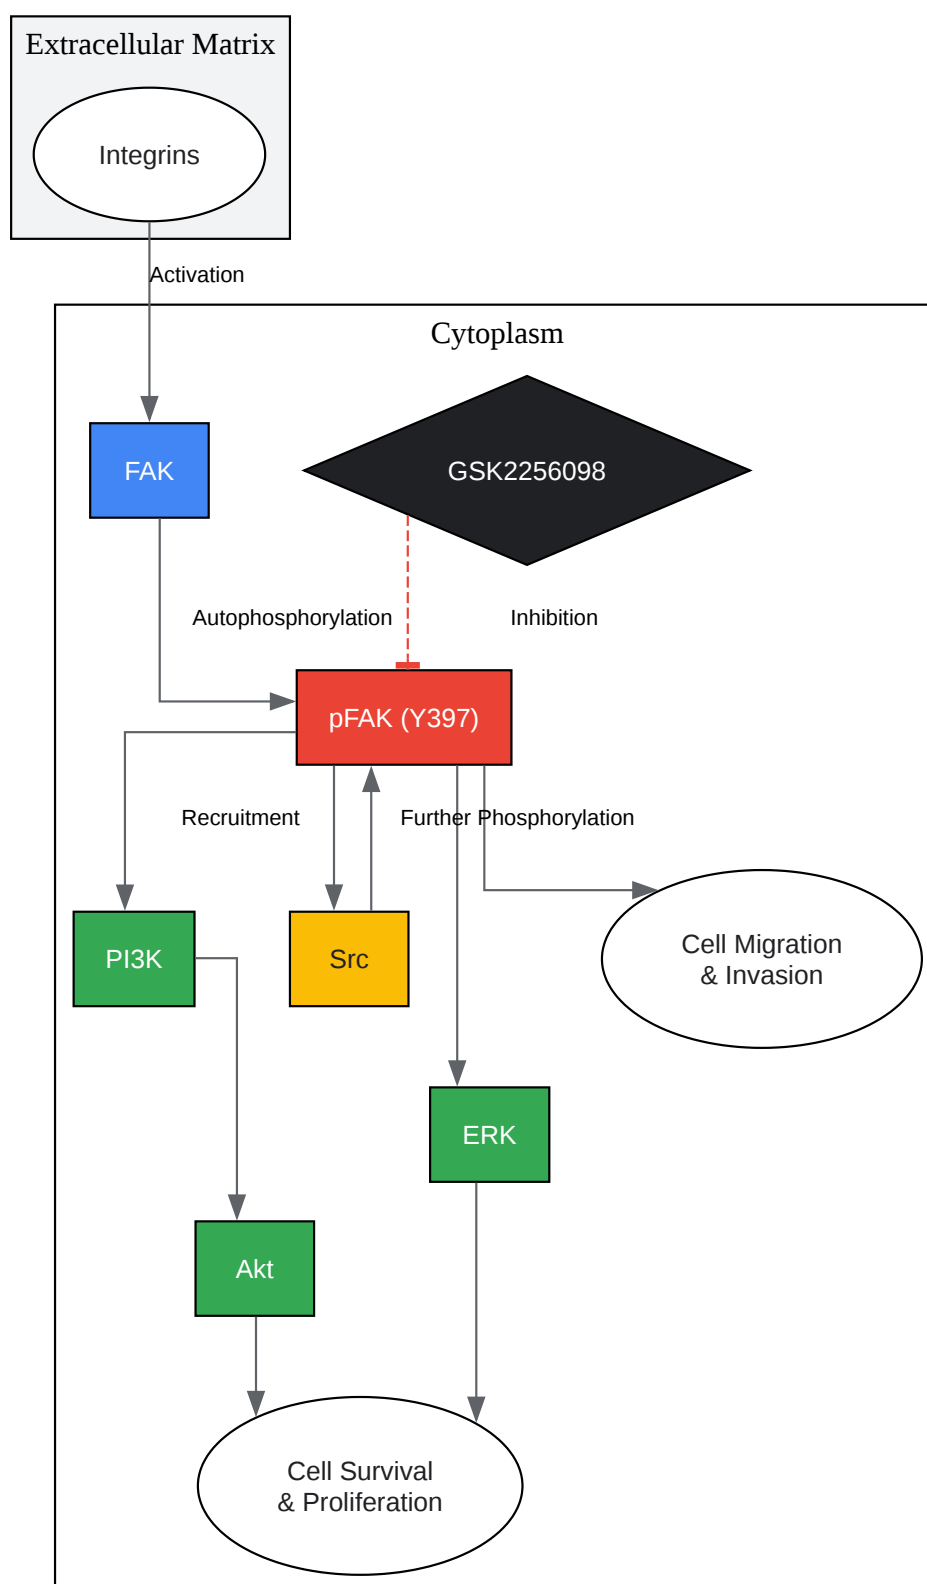 Extracellular Matrix
Integrins
Activation
Cytoplasm
FAK
GSK2256098
Autophosphorylation
Inhibition
pFAK (Y397)
Recruitment
Further Phosphorylation
PI3K
Src
Cell Migration
& Invasion
ERK
Akt
Cell Survival
& Proliferation